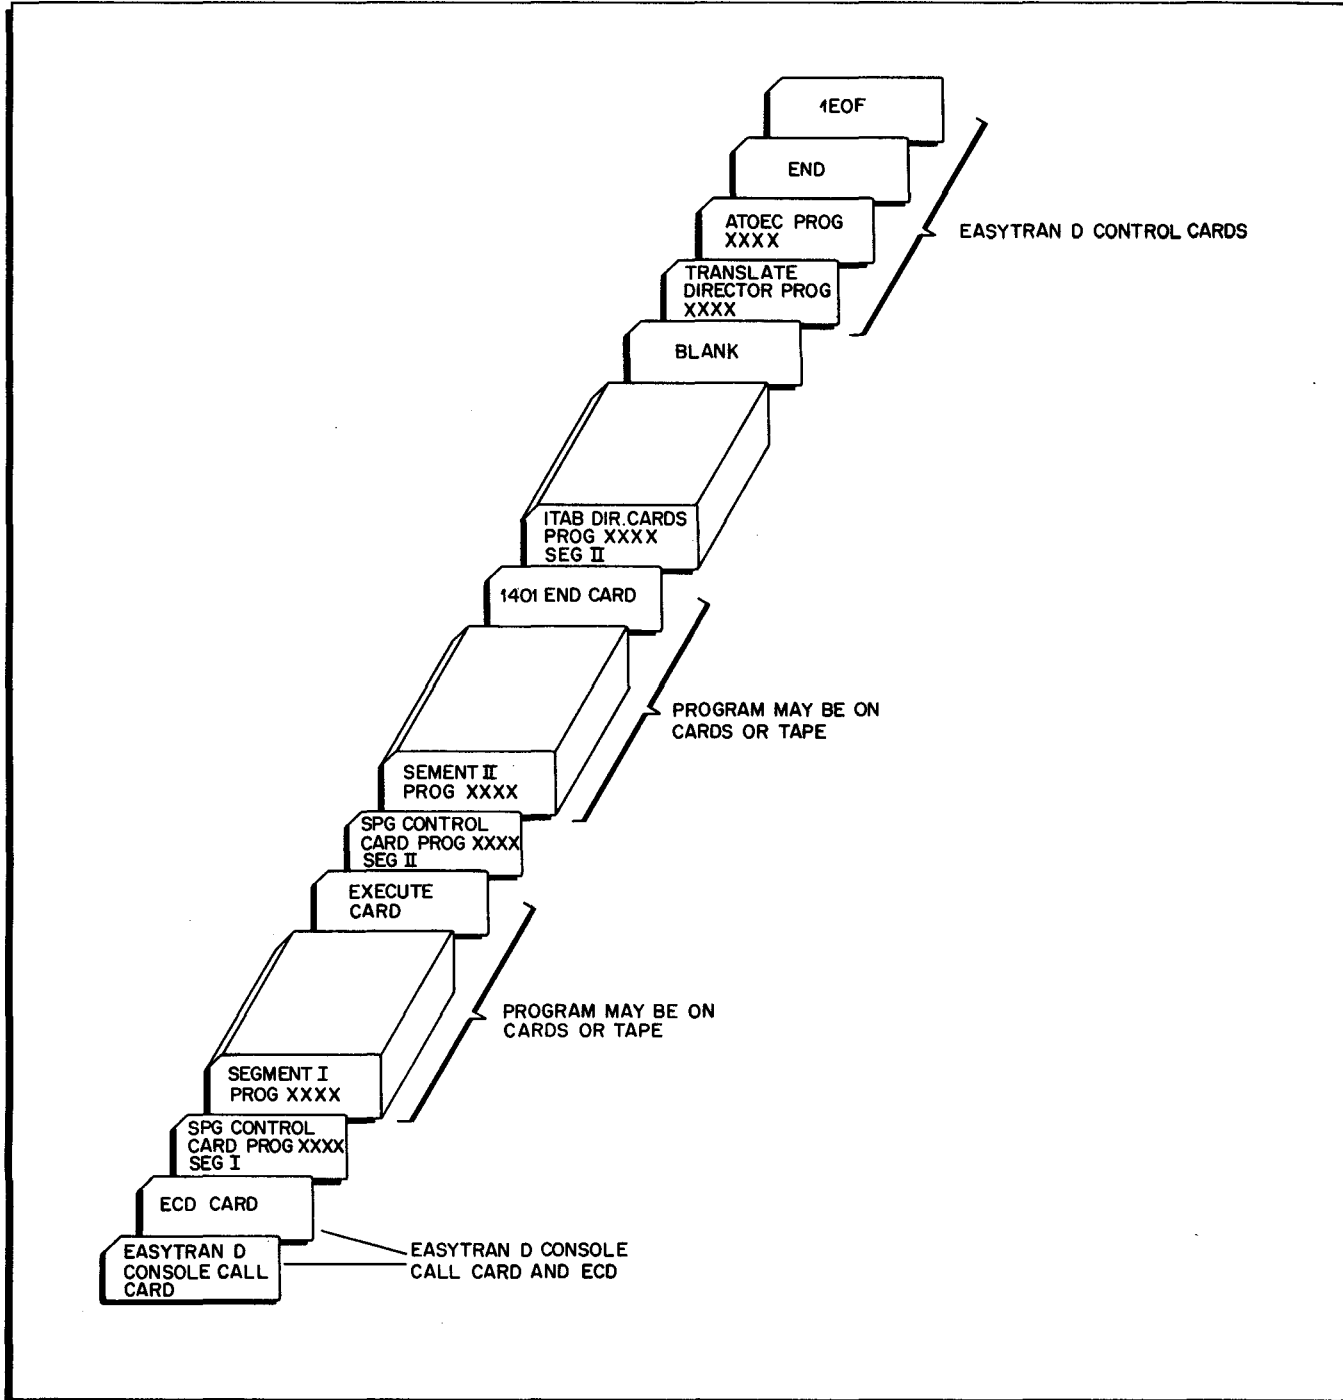 1EOF
END
ATOEC PROG
XXXX
EASYTRAN D CONTROL CARDS
TRANSLATE
DIRECTOR PROG
XXXX
BLANK
ITAB DIR. CARDS
PROG XXXX
SEG II
1401 END CARD
PROGRAM MAY BE ON
CARDS OR TAPE
SEMENT II
PROG XXXX
SPG CONTROL
CARD PROG XXXX
SEG II
EXECUTE
CARD
PROGRAM MAY BE ON
CARDS OR TAPE
SEGMENT I
PROG XXXX
SPG CONTROL
CARD PROG XXXX
SEG I
ECD CARD
EASYTRAN D
CONSOLE CALL
CARD
EASYTRAN D CONSOLE
CALL CARD AND ECD